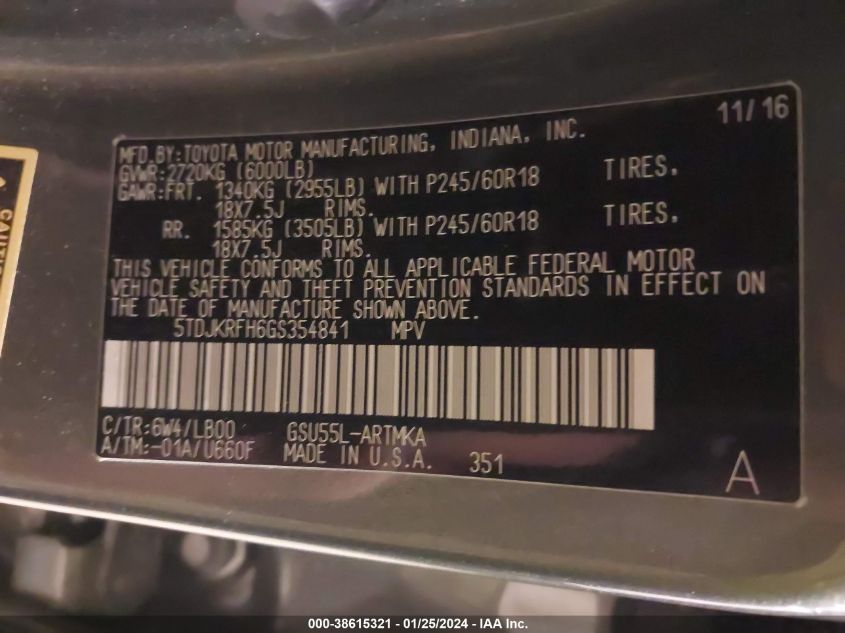 11/16
MFD.BY:TOYOTA MOTOR MANUFACTURING, INDIANA, INC.
GVWR:2720KG (6000LB)
GAWR:FRT. 1340KG (2955LB) WITH P245/60R18 TIRES,
18X7.5J RIMS.
RR. 1585KG (3505LB) WITH P245/60R18 TIRES,
18X7.5J RIMS.
THIS VEHICLE CONFORMS TO ALL APPLICABLE FEDERAL MOTOR
VEHICLE SAFETY AND THEFT PREVENTION STANDARDS IN EFFECT ON
THE DATE OF MANUFACTURE SHOWN ABOVE.
5TDJKRFH6GS354841 MPV
C/TR:6W4/LB00 GSU55L-ARTMKA
A/TM:-01A/U660F MADE IN U.S.A. 351
A
000-38615321 - 01/25/2024 - IAA Inc.